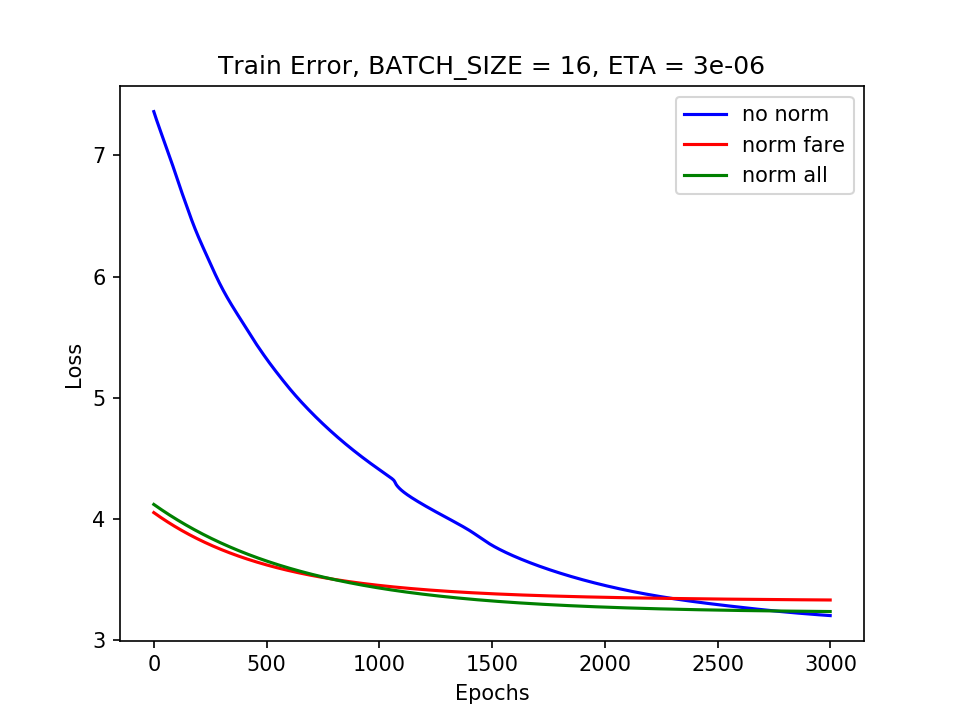 Train Error, BATCH_SIZE = 16, ETA = 3e-06
no norm
norm fare
norm all
7
6
5
4
3
Loss
0 500 1000 1500 2000 2500 3000
Epochs